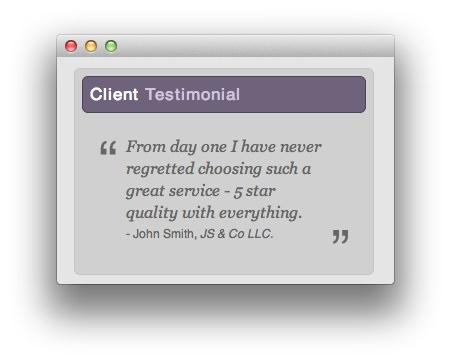 Client Testimonial
“ From day one I have never
regretted choosing such a
great service - 5 star
quality with everything.
- John Smith, JS & Co LLC. ”